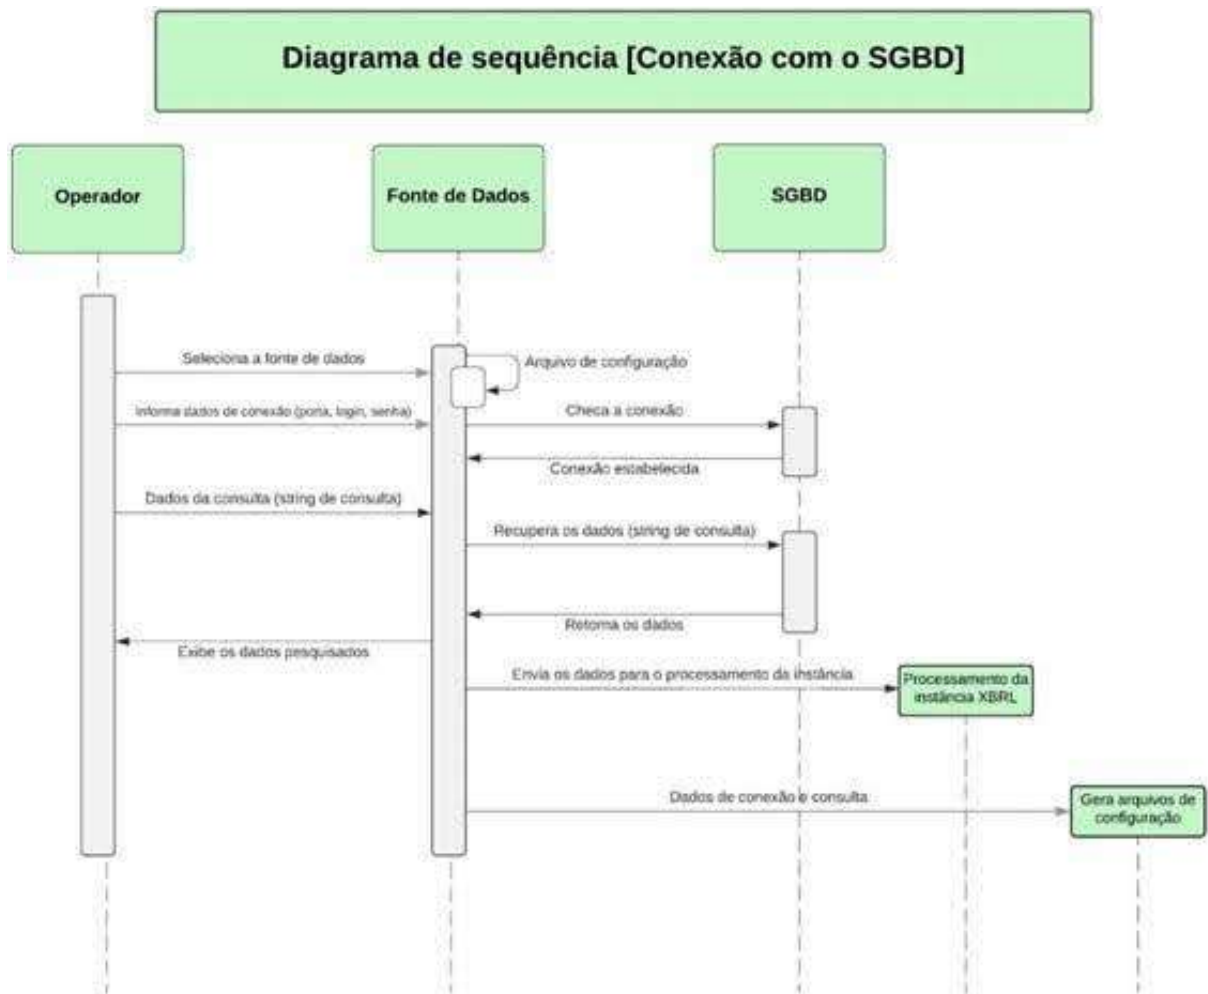 Diagrama de sequência [Conexão com o SGBD]
Operador
Fonte de Dados
SGBD
Seleciona a fonte de dados
Arquivo de configuração
Informa dados de conexão (porta, login, senha)
Checa a conexão
Conexão estabelecida
Dados da consulta (string de consulta)
Recupera os dados (string de consulta)
Retorna os dados
Exibe os dados pesquisados
Envia os dados para o processamento da instância
Processamento da
instância XBRL
Dados de conexão e consulta
Gera arquivos de
configuração